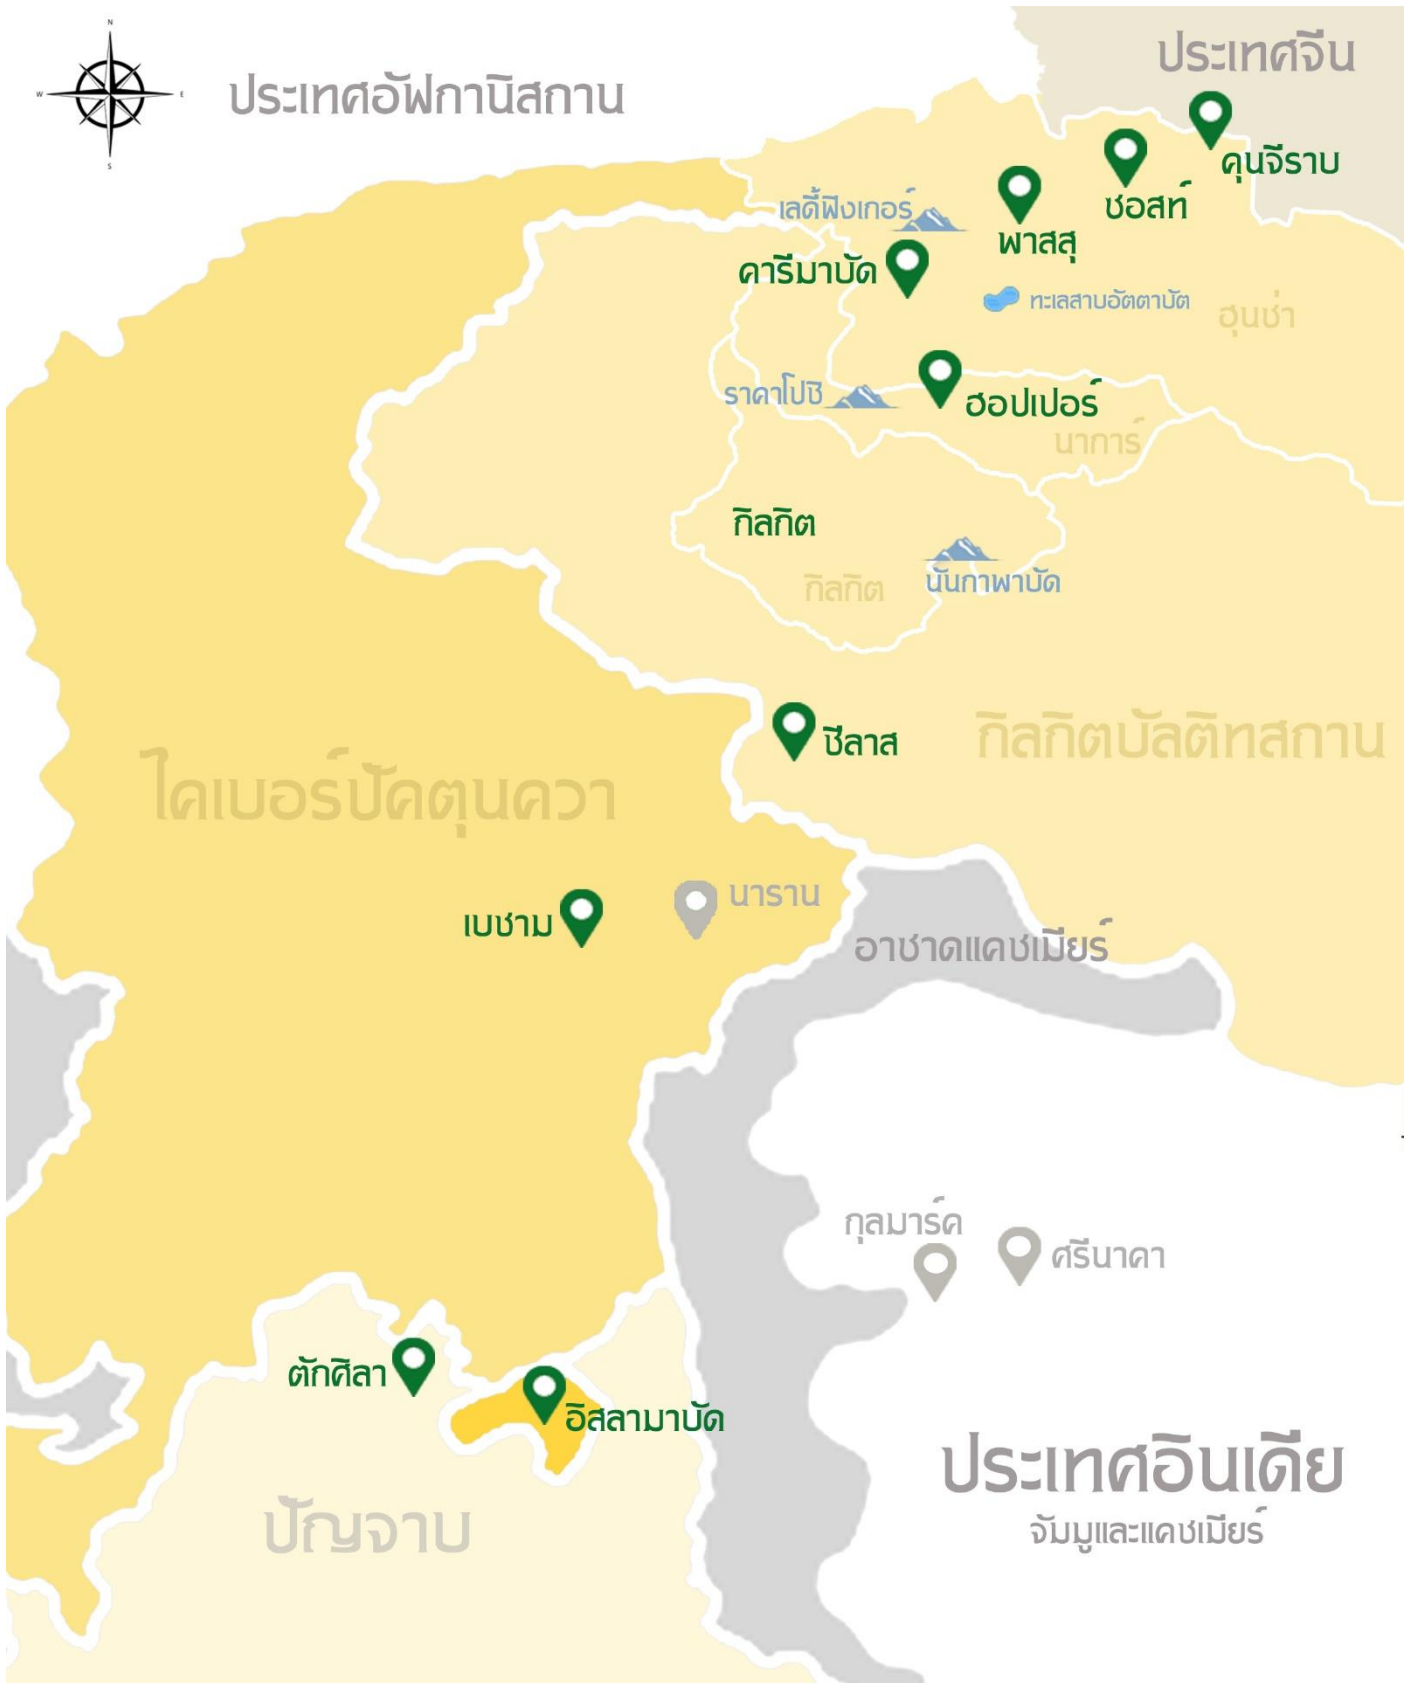 N
W
E
S
ประเทศอัฟกานิสถาน
ประเทศจีน
คุนจีราบ
ซอสท์
เลดี้ฟิงเกอร์
พาสสุ
คารีมาบัด
ทะเลสาบอัตตาบัต
ฮุนซ่า
ราคาโปชิ
ฮอปเปอร์
นาการ์
กิลกิต
กิลกิต
นันกาพาบัด
ชีลาส
กิลกิตบัลติทสถาน
ไคเบอร์ปัคตุนควา
นาราน
เบชาม
อาซาดแคชเมียร์
กุลมาร์ค
ศรีนาคา
ตักศิลา
อิสลามาบัด
ประเทศอินเดีย
จัมมูและแคชเมียร์
ปัญจาบ